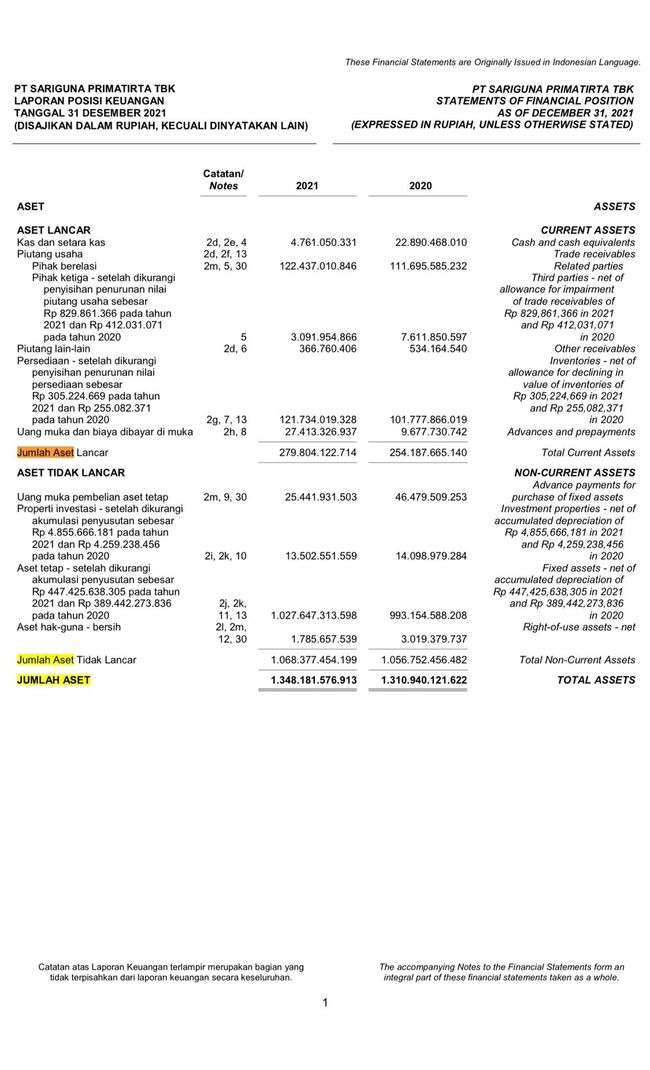 These Financial Statements are Originally Issued in Indonesian Language.
PT SARIGUNA PRIMATIRTA TBK
LAPORAN POSISI KEUANGAN
TANGGAL 31 DESEMBER 2021
(DISAJIKAN DALAM RUPIAH, KECUALI DINYATAKAN LAIN)
PT SARIGUNA PRIMATIRTA TBK
STATEMENTS OF FINANCIAL POSITION
AS OF DECEMBER 31, 2021
(EXPRESSED IN RUPIAH, UNLESS OTHERWISE STATED)
Catatan/
Notes 2021 2020
ASET ASSETS
ASET LANCAR CURRENT ASSETS
Kas dan setara kas 2d, 2e, 4 4.761.050.331 22.890.468.010 Cash and cash equivalents
Piutang usaha 2d, 2f, 13 Trade receivables
Pihak berelasi 2m, 5, 30 122.437.010.846 111.695.585.232 Related parties
Pihak ketiga - setelah dikurangi Third parties - net of
penyisihan penurunan nilai allowance for impairment
piutang usaha sebesar of trade receivables of
Rp 829.861.366 pada tahun Rp 829,861,366 in 2021
2021 dan Rp 412.031.071 and Rp 412,031,071
pada tahun 2020 5 3.091.954.866 7.611.850.597 in 2020
Piutang lain-lain 2d, 6 366.760.406 534.164.540 Other receivables
Persediaan - setelah dikurangi Inventories - net of
penyisihan penurunan nilai allowance for declining in
persediaan sebesar value of inventories of
Rp 305.224.669 pada tahun Rp 305,224,669 in 2021
2021 dan Rp 255.082.371 and Rp 255,082,371
pada tahun 2020 2g, 7, 13 121.734.019.328 101.777.866.019 in 2020
Uang muka dan biaya dibayar di muka 2h, 8 27.413.326.937 9.677.730.742 Advances and prepayments
Jumlah Aset Lancar 279.804.122.714 254.187.665.140 Total Current Assets
ASET TIDAK LANCAR NON-CURRENT ASSETS
Advance payments for
Uang muka pembelian aset tetap 2m, 9, 30 25.441.931.503 46.479.509.253 purchase of fixed assets
Properti investasi - setelah dikurangi Investment properties - net of
akumulasi penyusutan sebesar accumulated depreciation of
Rp 4.855.666.181 pada tahun Rp 4,855,666,181 in 2021
2021 dan Rp 4.259.238.456 and Rp 4,259,238,456
pada tahun 2020 2i, 2k, 10 13.502.551.559 14.098.979.284 in 2020
Aset tetap - setelah dikurangi Fixed assets - net of
akumulasi penyusutan sebesar accumulated depreciation of
Rp 447.425.638.305 pada tahun Rp 447,425,638,305 in 2021
2021 dan Rp 389.442.273.836 2j, 2k, and Rp 389,442,273,836
pada tahun 2020 11, 13 1.027.647.313.598 993.154.588.208 in 2020
Aset hak-guna - bersih 2l, 2m, Right-of-use assets - net
12, 30 1.785.657.539 3.019.379.737
Jumlah Aset Tidak Lancar 1.068.377.454.199 1.056.752.456.482 Total Non-Current Assets
JUMLAH ASET 1.348.181.576.913 1.310.940.121.622 TOTAL ASSETS
Catatan atas Laporan Keuangan terlampir merupakan bagian yang
tidak terpisahkan dari laporan keuangan secara keseluruhan.
The accompanying Notes to the Financial Statements form an
integral part of these financial statements taken as a whole.
1